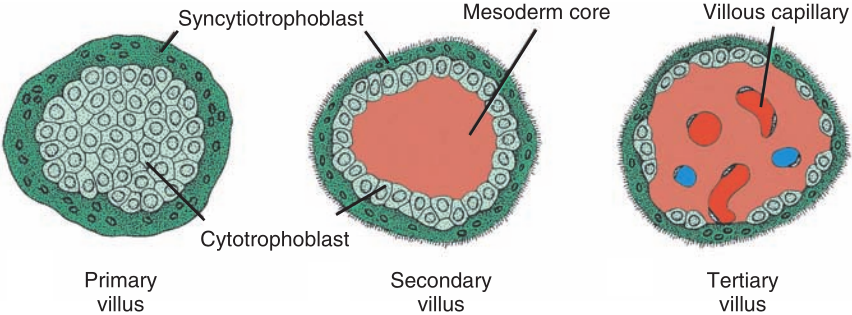 Syncytiotrophoblast
Mesoderm core
Villous capillary
Cytotrophoblast
Primary
villus
Secondary
villus
Tertiary
villus